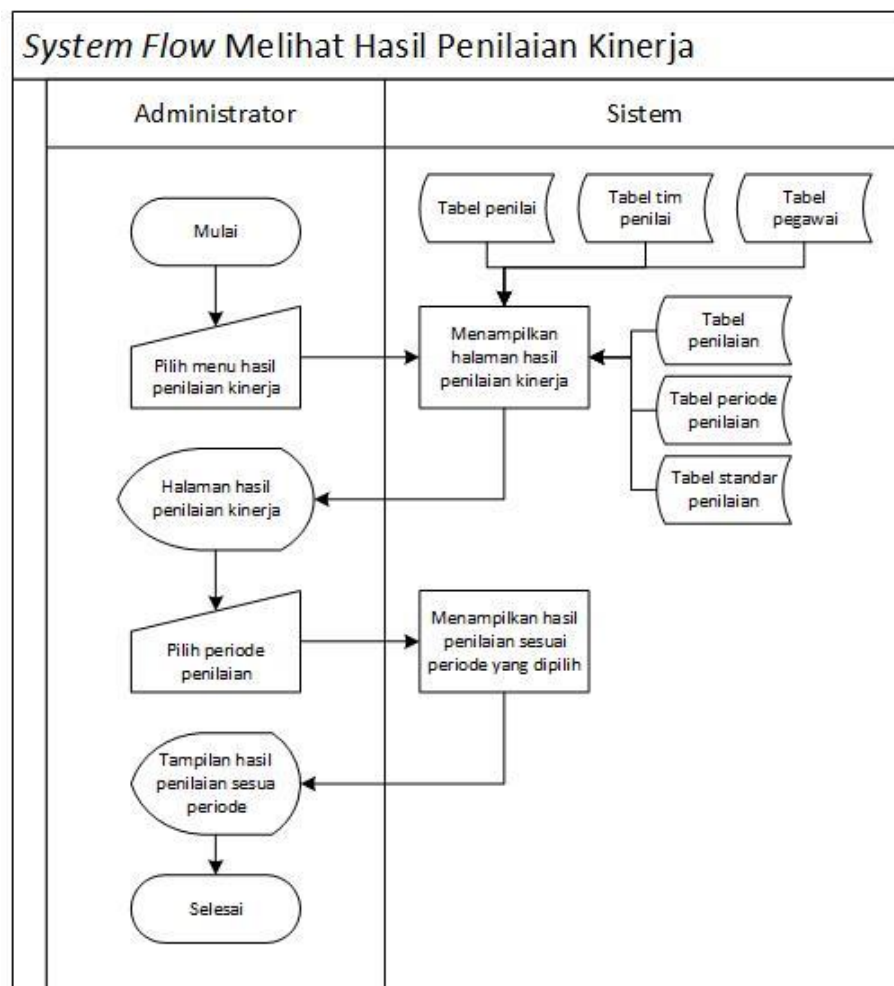 System Flow Melihat Hasil Penilaian Kinerja
Administrator
Sistem
Mulai
Tabel penilai
Tabel tim
penilai
Tabel
pegawai
Pilih menu hasil
penilaian kinerja
Menampilkan
halaman hasil
penilaian kinerja
Tabel
penilaian
Tabel periode
penilaian
Tabel standar
penilaian
Halaman hasil
penilaian kinerja
Pilih periode
penilaian
Menampilkan hasil
penilaian sesuai
periode yang dipilih
Tampilan hasil
penilaian sesua
periode
Selesai